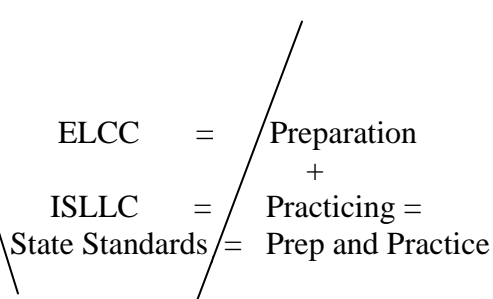 ELCC = Preparation
+
ISLLC = Practicing =
State Standards = Prep and Practice